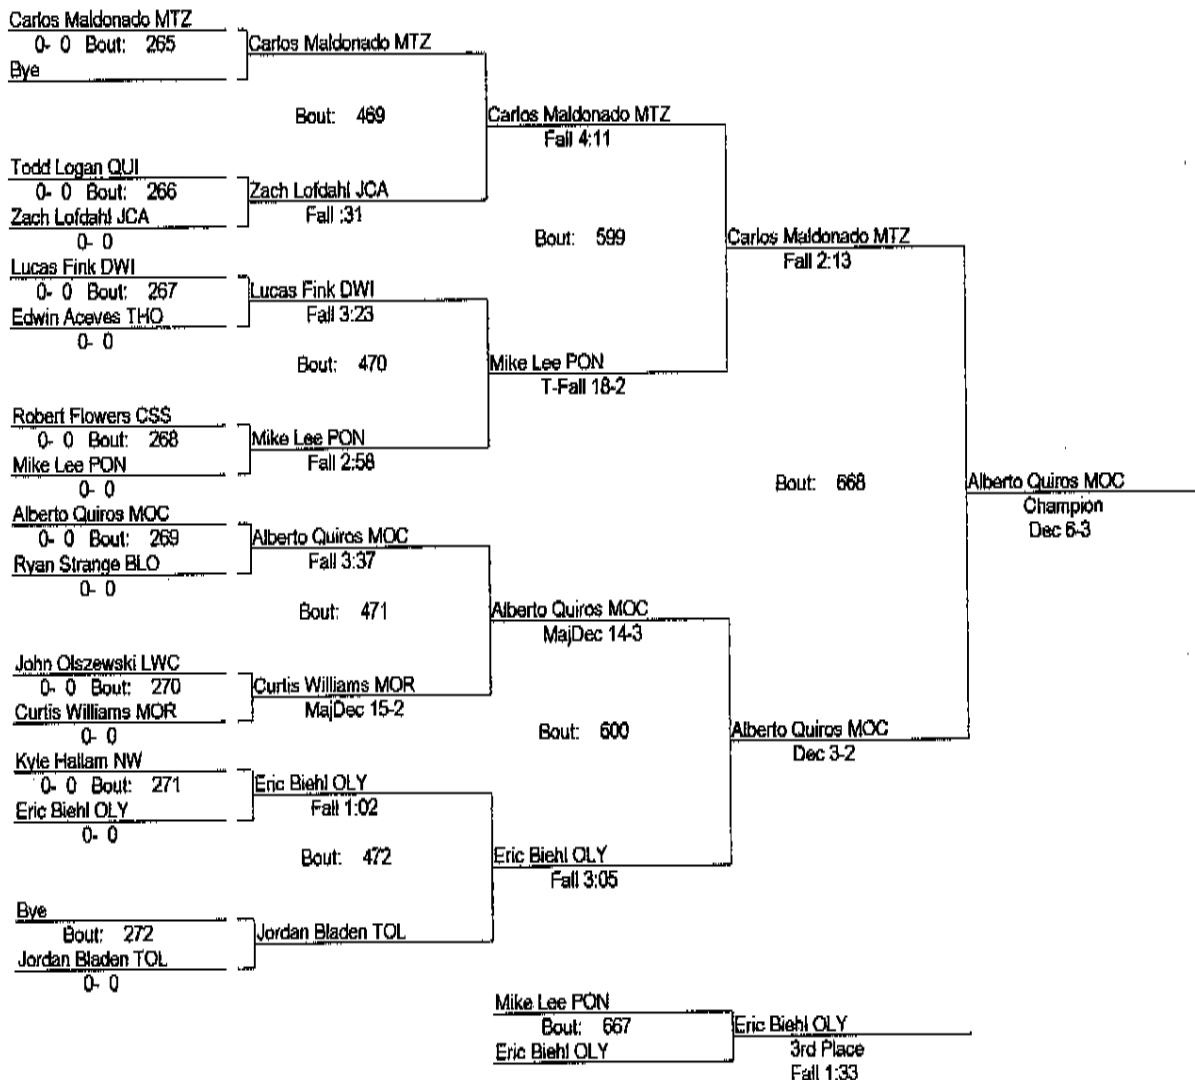 Carlos Maldonado MTZ
0- 0 Bout: 265
Bye
Carlos Maldonado MTZ
Bout: 469
Carlos Maldonado MTZ
Fall 4:11
Todd Logan QUI
0- 0 Bout: 266
Zach Lofdahl JCA
0- 0
Zach Lofdahl JCA
Fall :31
Bout: 599
Carlos Maldonado MTZ
Fall 2:13
Lucas Fink DWI
0- 0 Bout: 267
Edwin Aceves THO
0- 0
Lucas Fink DWI
Fall 3:23
Bout: 470
Mike Lee PON
T-Fall 18-2
Robert Flowers CSS
0- 0 Bout: 268
Mike Lee PON
0- 0
Mike Lee PON
Fall 2:58
Bout: 668
Alberto Quiros MOC
Champion
Dec 6-3
Alberto Quiros MOC
0- 0 Bout: 269
Ryan Strange BLO
0- 0
Alberto Quiros MOC
Fall 3:37
Bout: 471
Alberto Quiros MOC
MajDec 14-3
John Olszewski LWC
0- 0 Bout: 270
Curtis Williams MOR
0- 0
Curtis Williams MOR
MajDec 15-2
Bout: 600
Alberto Quiros MOC
Dec 3-2
Kyle Hallam NW
0- 0 Bout: 271
Eric Biehl OLY
0- 0
Eric Biehl OLY
Fall 1:02
Bout: 472
Eric Biehl OLY
Fall 3:05
Bye
Bout: 272
Jordan Bladen TOL
0- 0
Jordan Bladen TOL
Mike Lee PON
Bout: 667
Eric Biehl OLY
Eric Biehl OLY
3rd Place
Fall 1:33